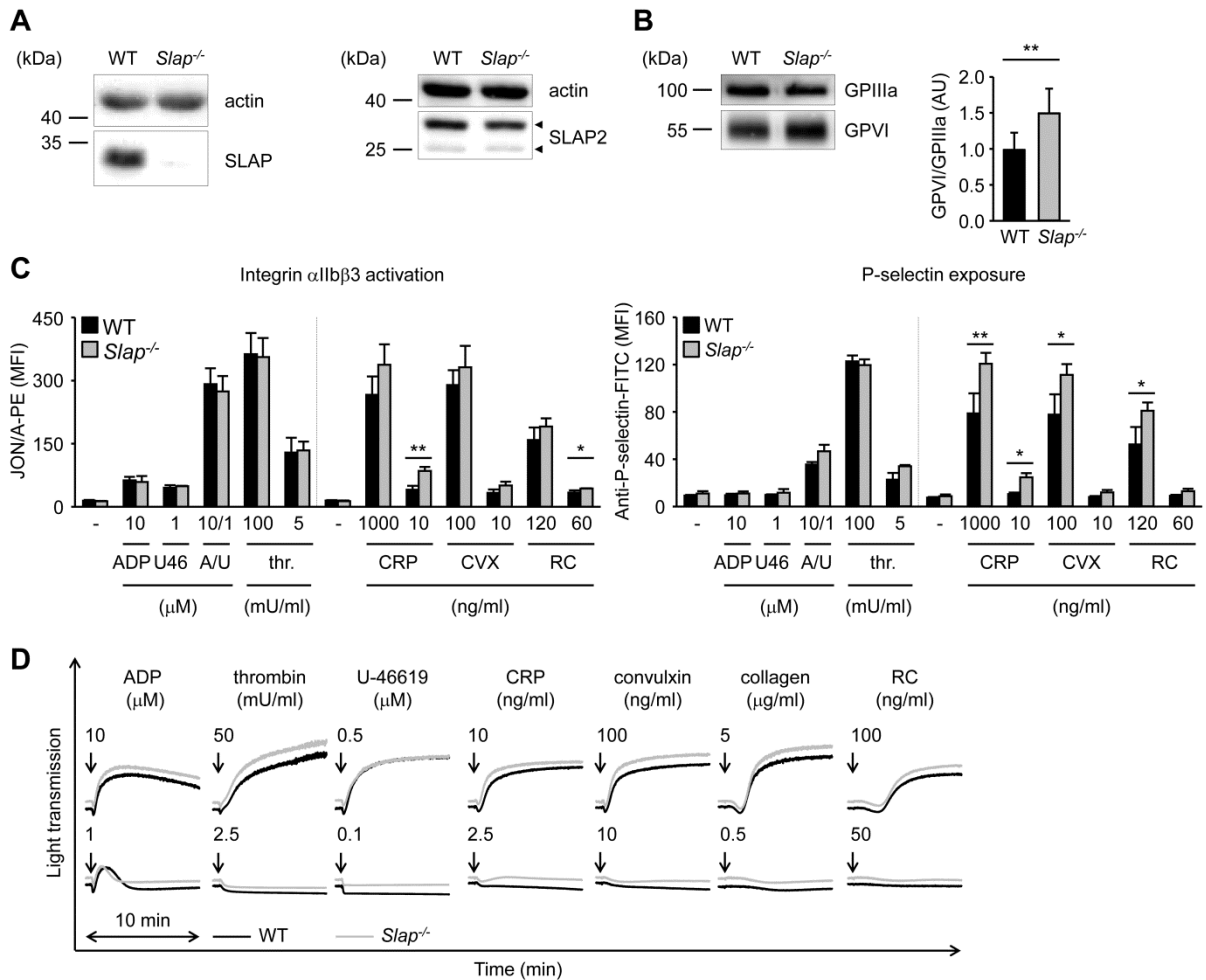 A
(kDa) WT Slap-/-
actin
40
35
SLAP
(kDa) WT Slap-/-
actin
40
SLAP2
25
B
(kDa) WT Slap-/-
100 GPIIIa
55 GPVI
**
GPVI/GPIIIa (AU)
2.0
1.5
1.0
0.5
0.0
WT Slap-/-
C
Integrin αIIbβ3 activation
JON/A-PE (MFI)
450
300
150
0
WT
Slap-/-
** *
- 10 1 10/1 100 5 - 1000 10 100 10 120 60
ADP U46 A/U thr. CRP CVX RC
(μM) (mU/ml) (ng/ml)
P-selectin exposure
Anti-P-selectin-FITC (MFI)
160
120
80
40
0
WT
Slap-/-
** * * *
- 10 1 10/1 100 5 - 1000 10 100 10 120 60
ADP U46 A/U thr. CRP CVX RC
(μM) (mU/ml) (ng/ml)
D
Light transmission
ADP thrombin U-46619 CRP convulxin collagen RC
(μM) (mU/ml) (μM) (ng/ml) (ng/ml) (μg/ml) (ng/ml)
10 50 0.5 10 100 5 100
1 2.5 0.1 2.5 10 0.5 50
10 min WT Slap-/-
Time (min)